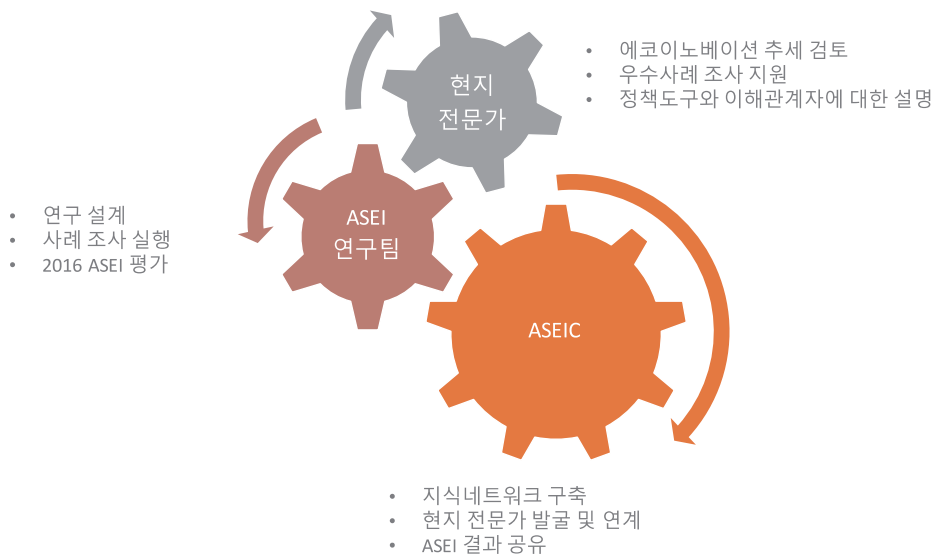 현지
전문가
• 에코이노베이션 추세 검토
• 우수사례 조사 지원
• 정책도구와 이해관계자에 대한 설명
ASEI
연구팀
• 연구 설계
• 사례 조사 실행
• 2016 ASEI 평가
ASEIC
• 지식네트워크 구축
• 현지 전문가 발굴 및 연계
• ASEI 결과 공유